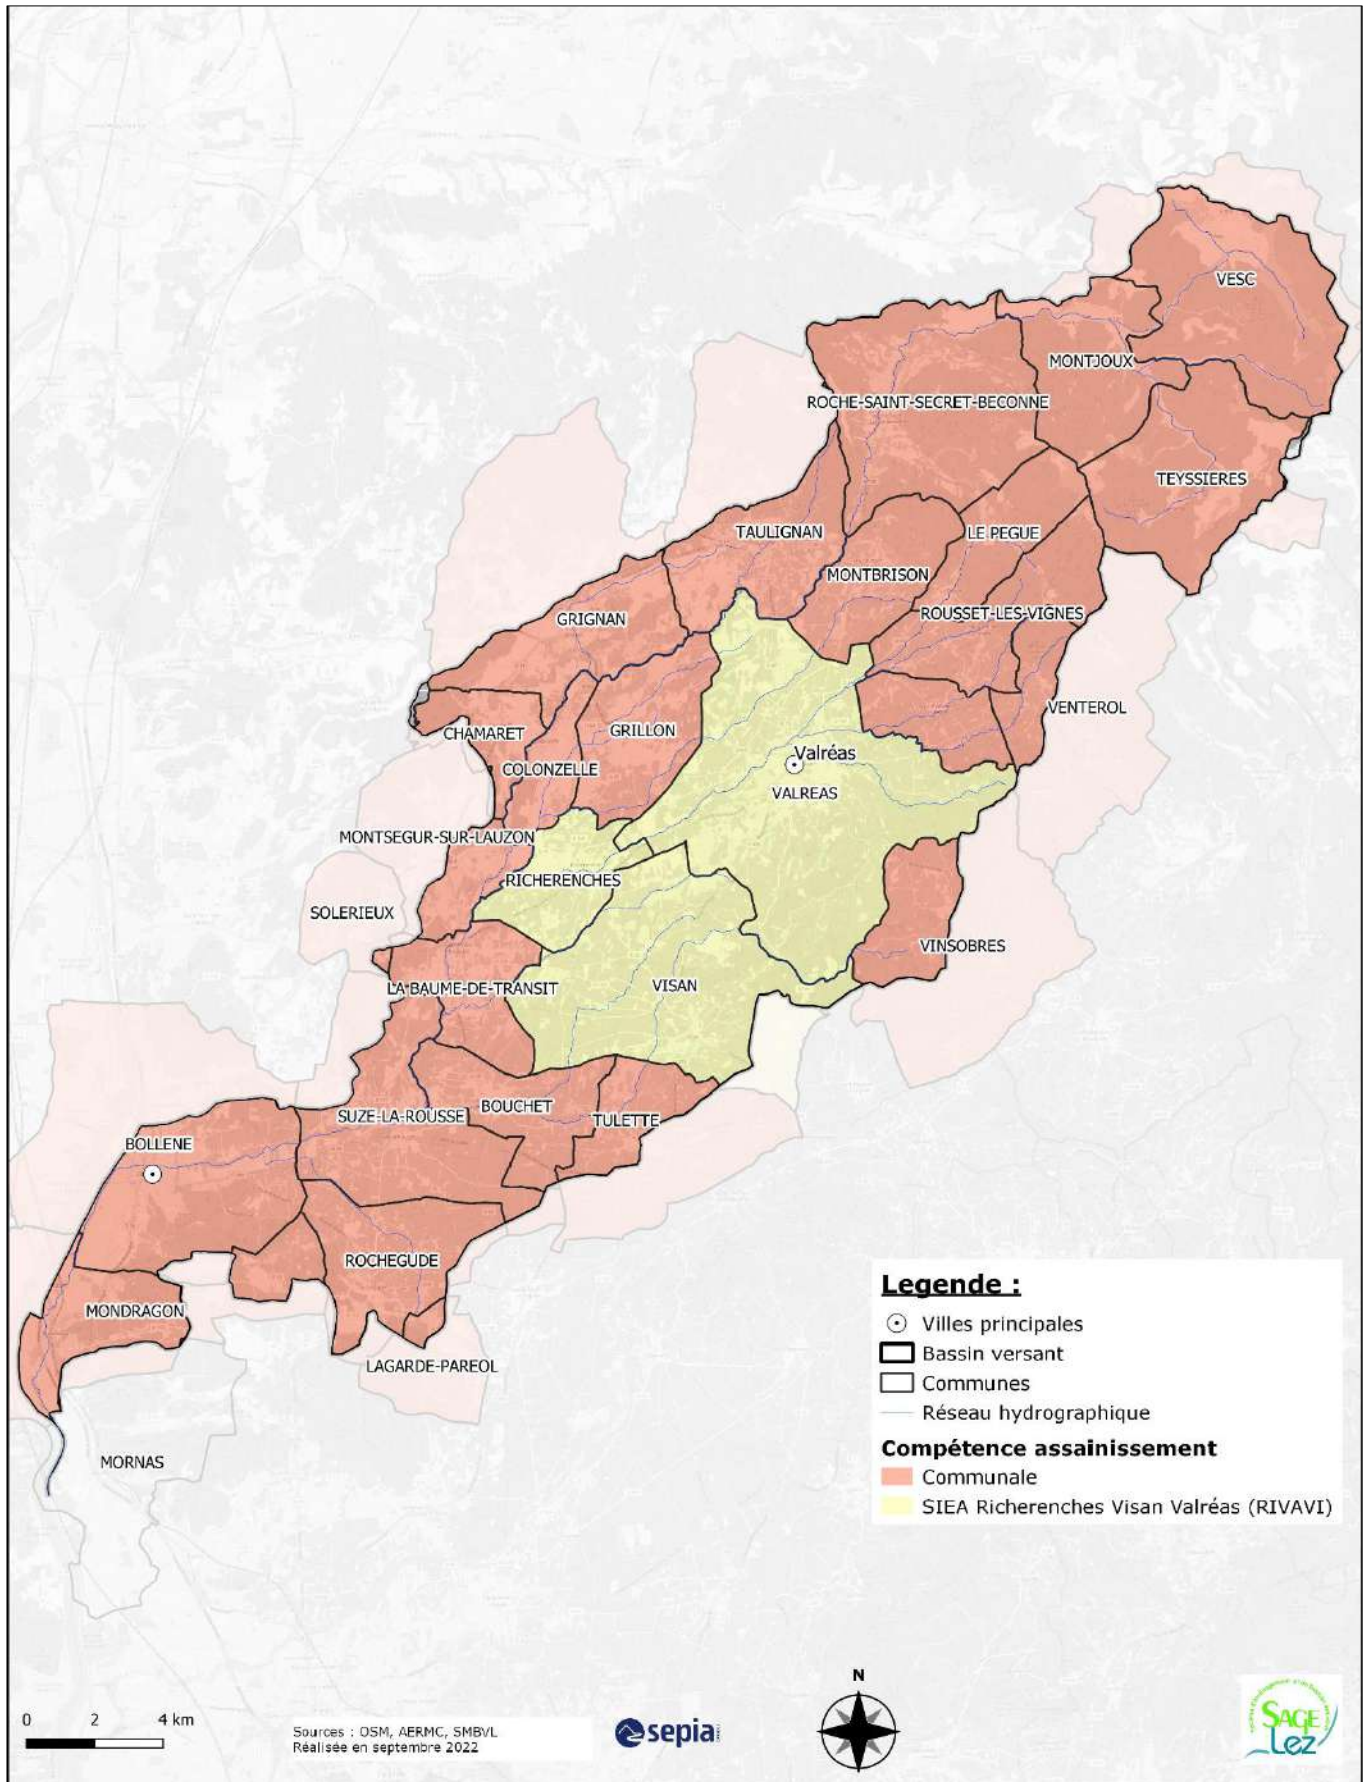 VESC
MONTJOUX
ROCHE-SAINT-SECRET-BECONNE
TEYSSIERES
TAULIGNAN
LE PEGUE
MONTBRISON
GRIGNAN
ROUSSET-LES-VIGNES
VENTEROL
CHAMARET
GRILLON
Valréas
COLONZELLE
VALREAS
MONTSEGUR-SUR-LAUZON
RICHERENCHES
SOLERIEUX
VINSOBRES
LA BAUME-DE-TRANSIT
VISAN
SUZE-LA-ROUSSE
BOUCHET
TULETTE
BOLLENE
ROCHEGUDE
MONDRAGON
LAGARDE-PAREOL
MORNAS
Legende :
Villes principales
Bassin versant
Communes
Réseau hydrographique
Compétence assainissement
Communale
SIEA Richerenches Visan Valréas (RIVAVI)
0 2 4 km
Sources : OSM, AERMC, SMBVL
Réalisée en septembre 2022
sepia
N
SAGE
Lez